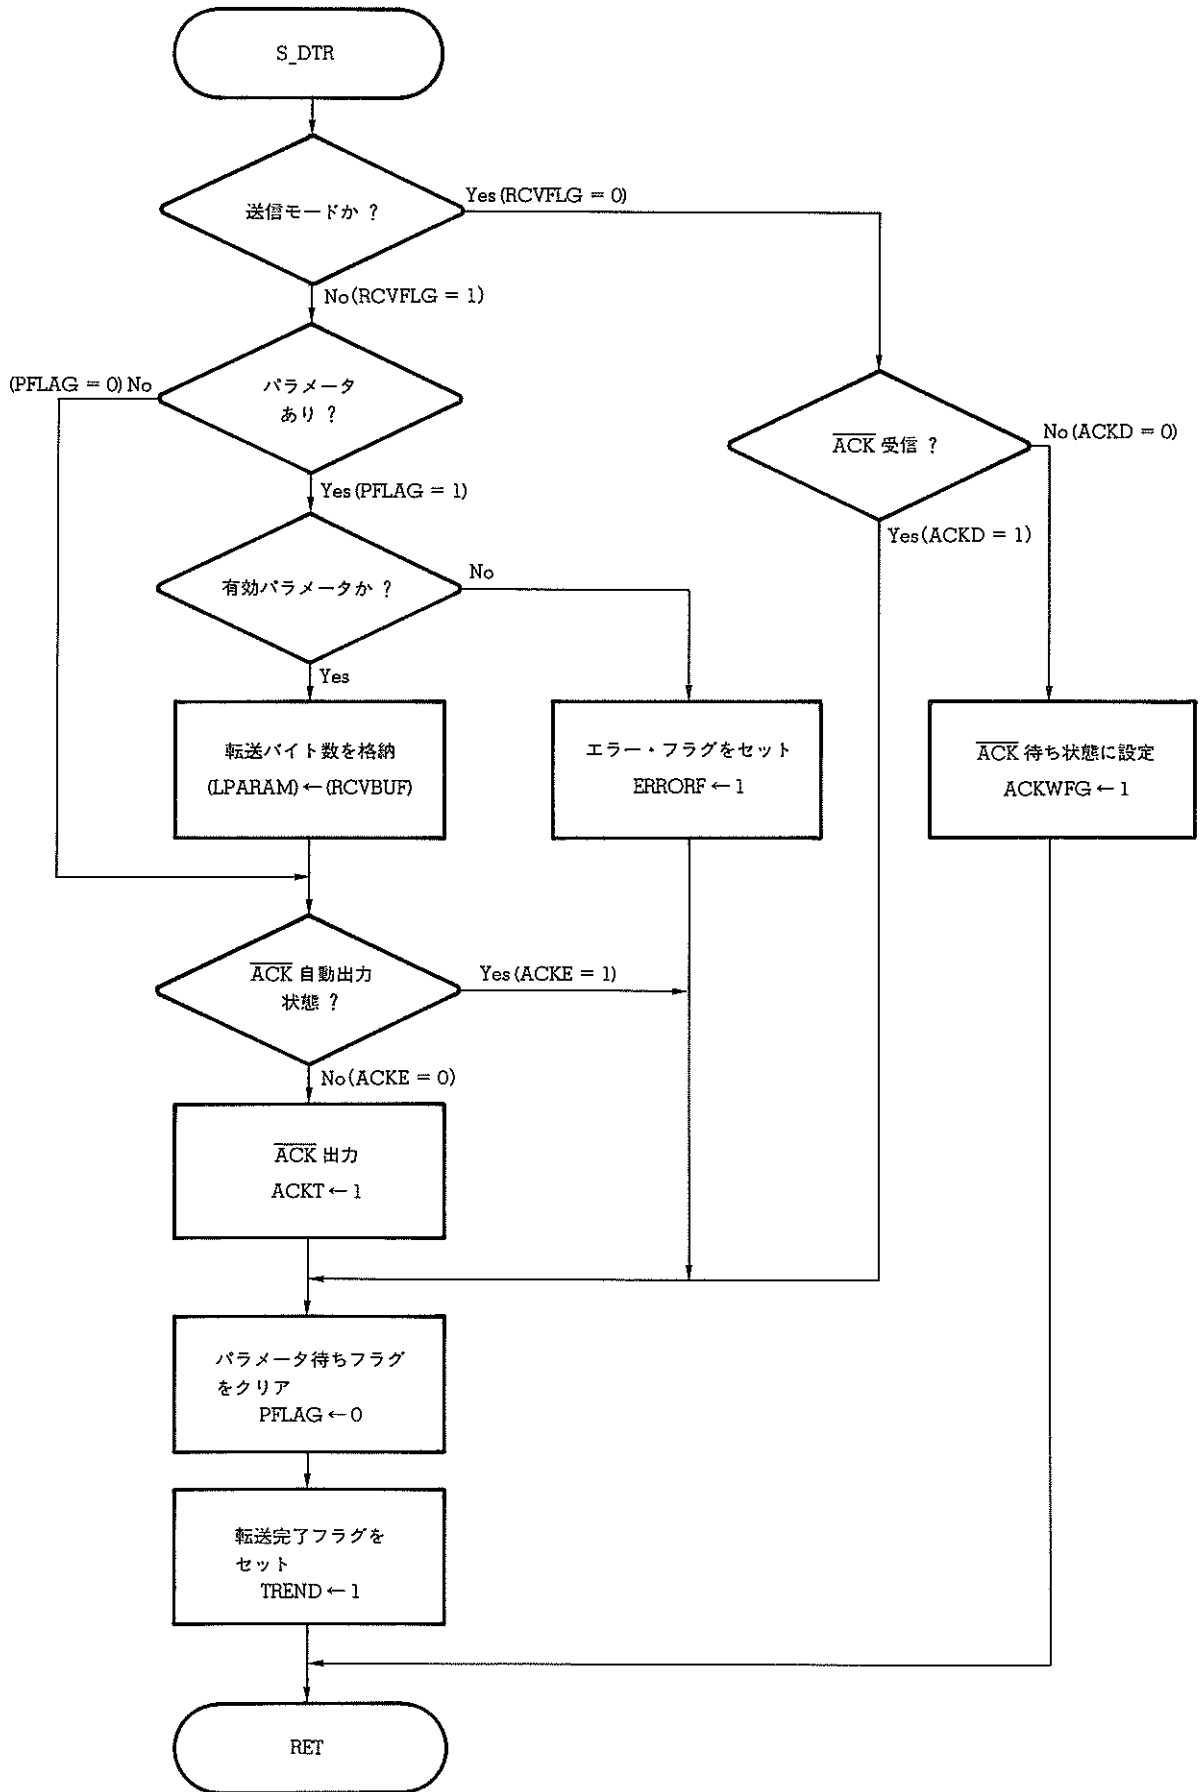 S_DTR
送信モードか ?
Yes (RCVFLG = 0)
No (RCVFLG = 1)
パラメータ
あり ?
(PFLAG = 0) No
Yes (PFLAG = 1)
ACK 受信 ?
No (ACKD = 0)
Yes (ACKD = 1)
有効パラメータか ?
No
Yes
転送バイト数を格納
(LPARAM) ← (RCVBUF)
エラー・フラグをセット
ERRORF ← 1
ACK 待ち状態に設定
ACKWFG ← 1
ACK 自動出力
状態 ?
Yes (ACKE = 1)
No (ACKE = 0)
ACK 出力
ACKT ← 1
パラメータ待ちフラグ
をクリア
PFLAG ← 0
転送完了フラグを
セット
TREND ← 1
RET